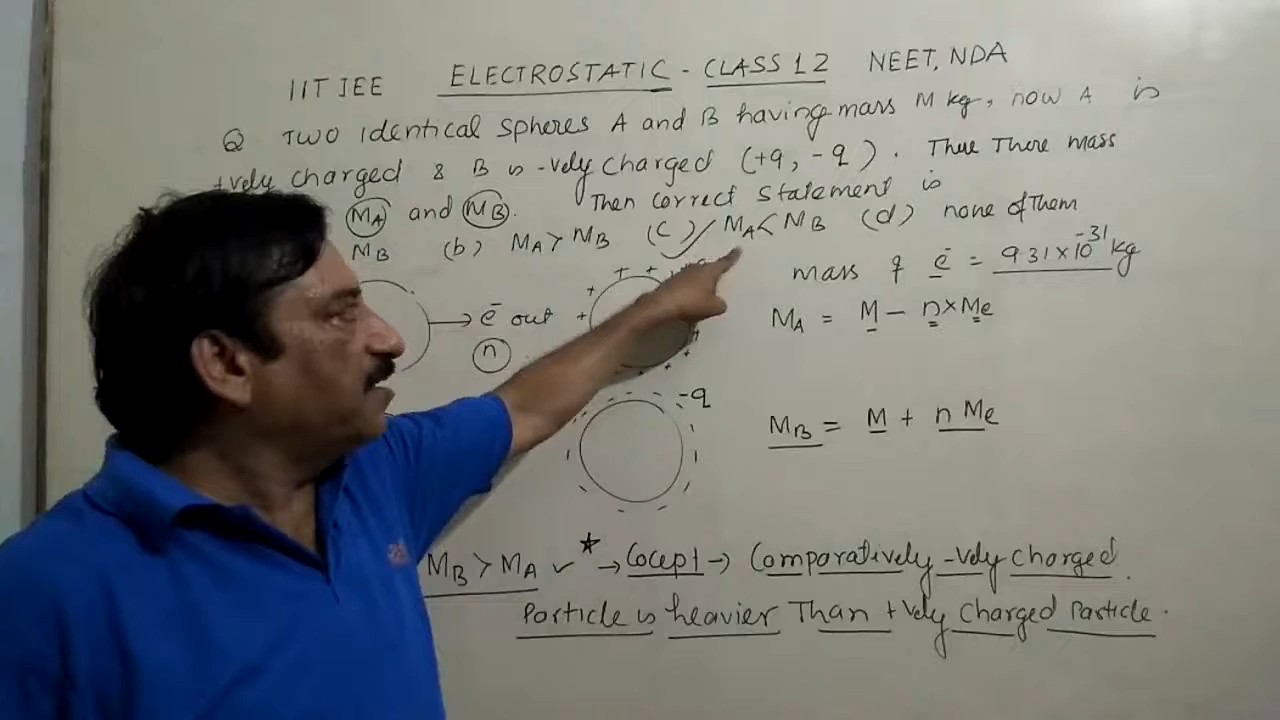 IIT JEE ELECTROSTATIC - CLASS 12 NEET, NDA
Q Two identical spheres A and B having mass M kg, now A is
+vely charged & B is -vely charged (+q, -q). Thue There mass
MA and MB. Then correct statement is
MB (b) MA > MB (c) MA < MB (d) none of Them
mass of e- = 9.31 × 10^-31 kg
e- out
n
MA = M - n × Me
-q
MB = M + n Me
MB > MA ✓ ★ → Cocept → Comparatively -vely charged
Particle is heavier Than +vely charged Particle.